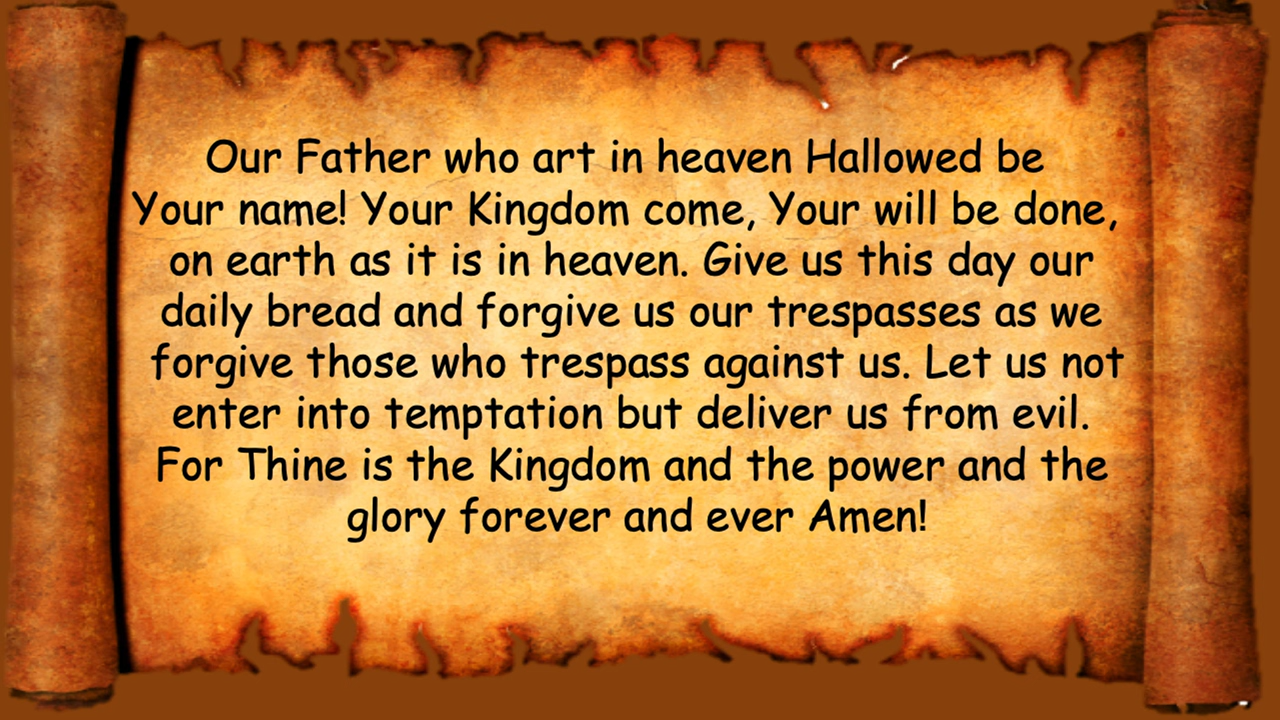 Our Father who art in heaven Hallowed be
Your name! Your Kingdom come, Your will be done,
on earth as it is in heaven. Give us this day our
daily bread and forgive us our trespasses as we
forgive those who trespass against us. Let us not
enter into temptation but deliver us from evil.
For Thine is the Kingdom and the power and the
glory forever and ever Amen!